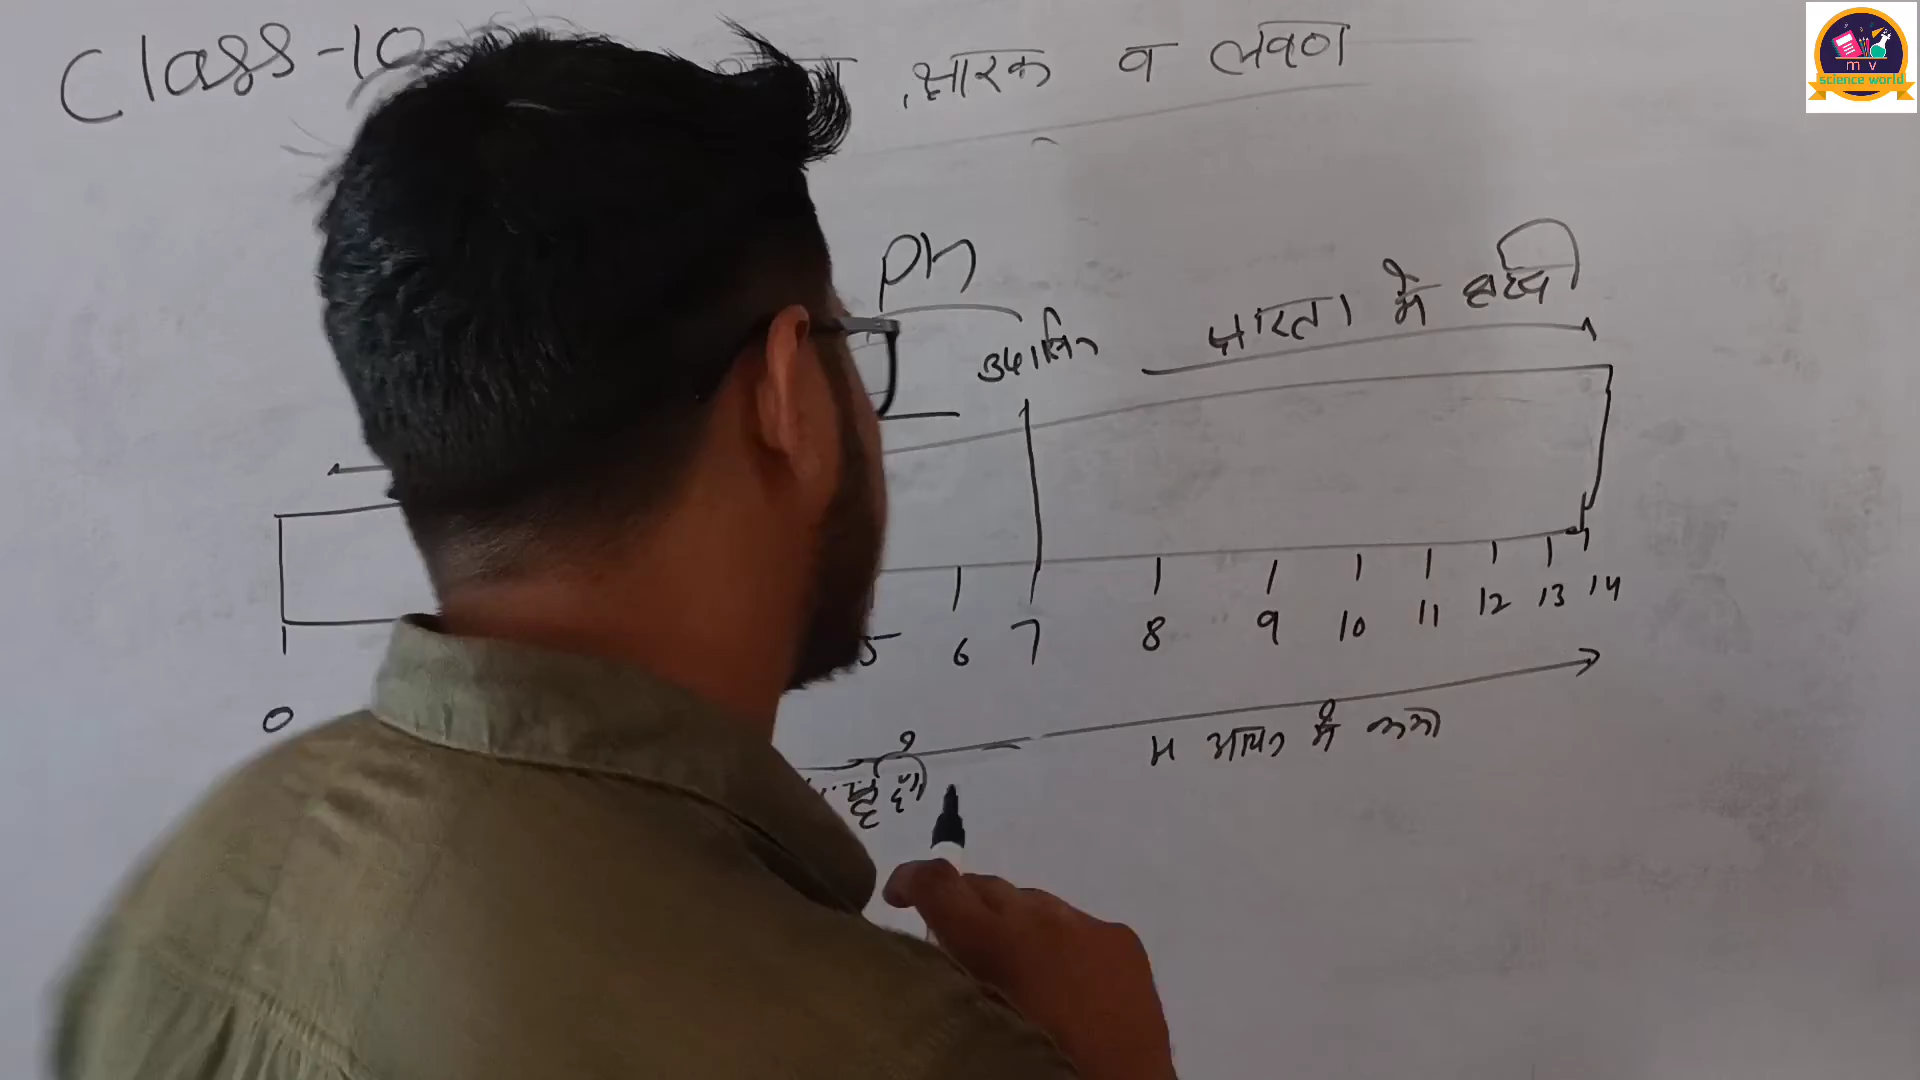 Class-10 क्षारक व लवण
PH
उदासिन क्षारता मे वृद्धि
5 6 7 8 9 10 11 12 13 14
0
आयन में कमी
m v
science world